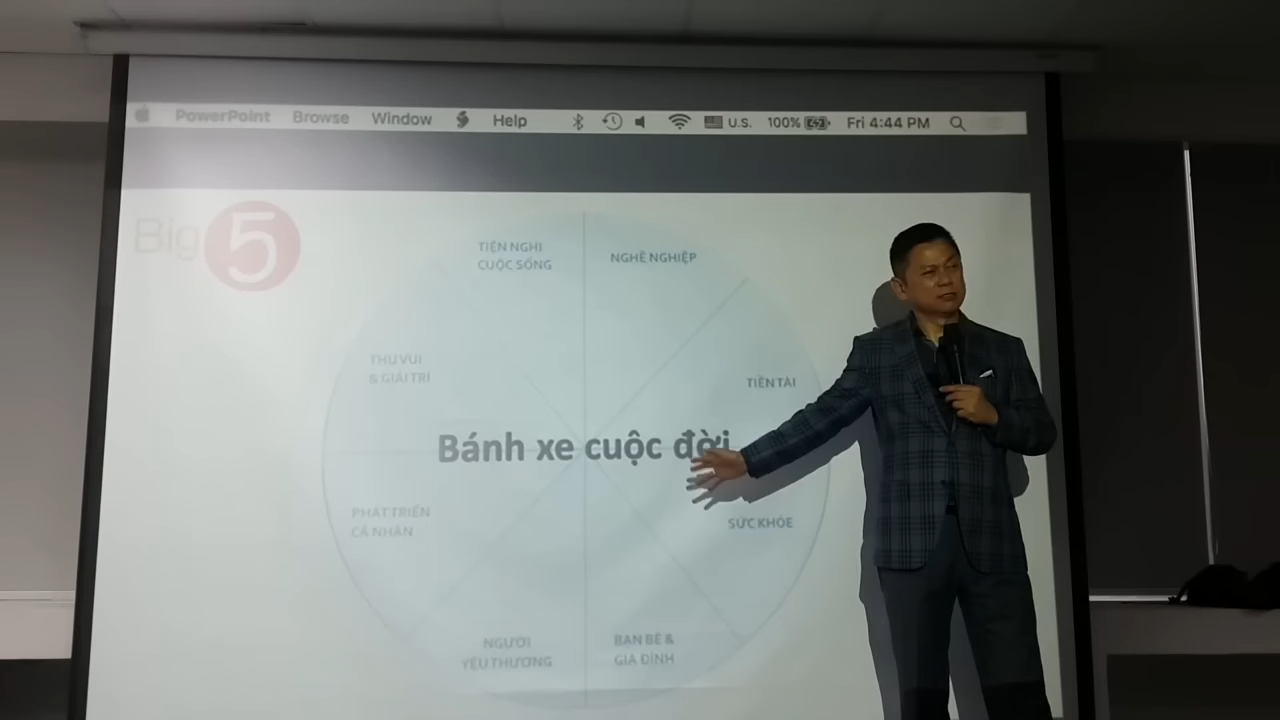 PowerPoint Browse Window Help U.S. 100% Fri 4:44 PM
Big 5
TIỆN NGHI
CUỘC SỐNG
NGHỀ NGHIỆP
THÚ VUI
& GIẢI TRÍ
TIỀN TÀI
Bánh xe cuộc đời
PHÁT TRIỂN
CÁ NHÂN
SỨC KHỎE
NGƯỜI
YÊU THƯƠNG
BẠN BÈ &
GIA ĐÌNH